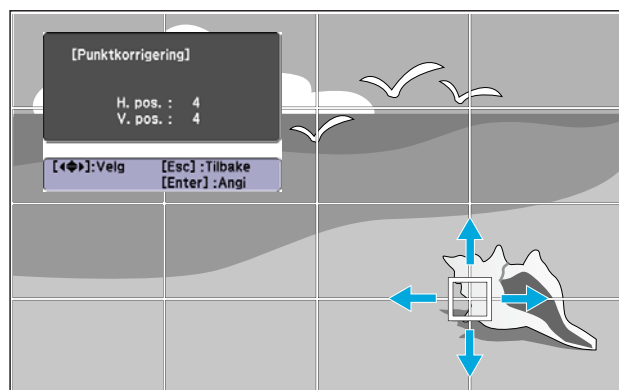 [Punktkorrigering]
H. pos. : 4
V. pos. : 4
[◂◆▸]:Velg [Esc] :Tilbake
[Enter] :Angi